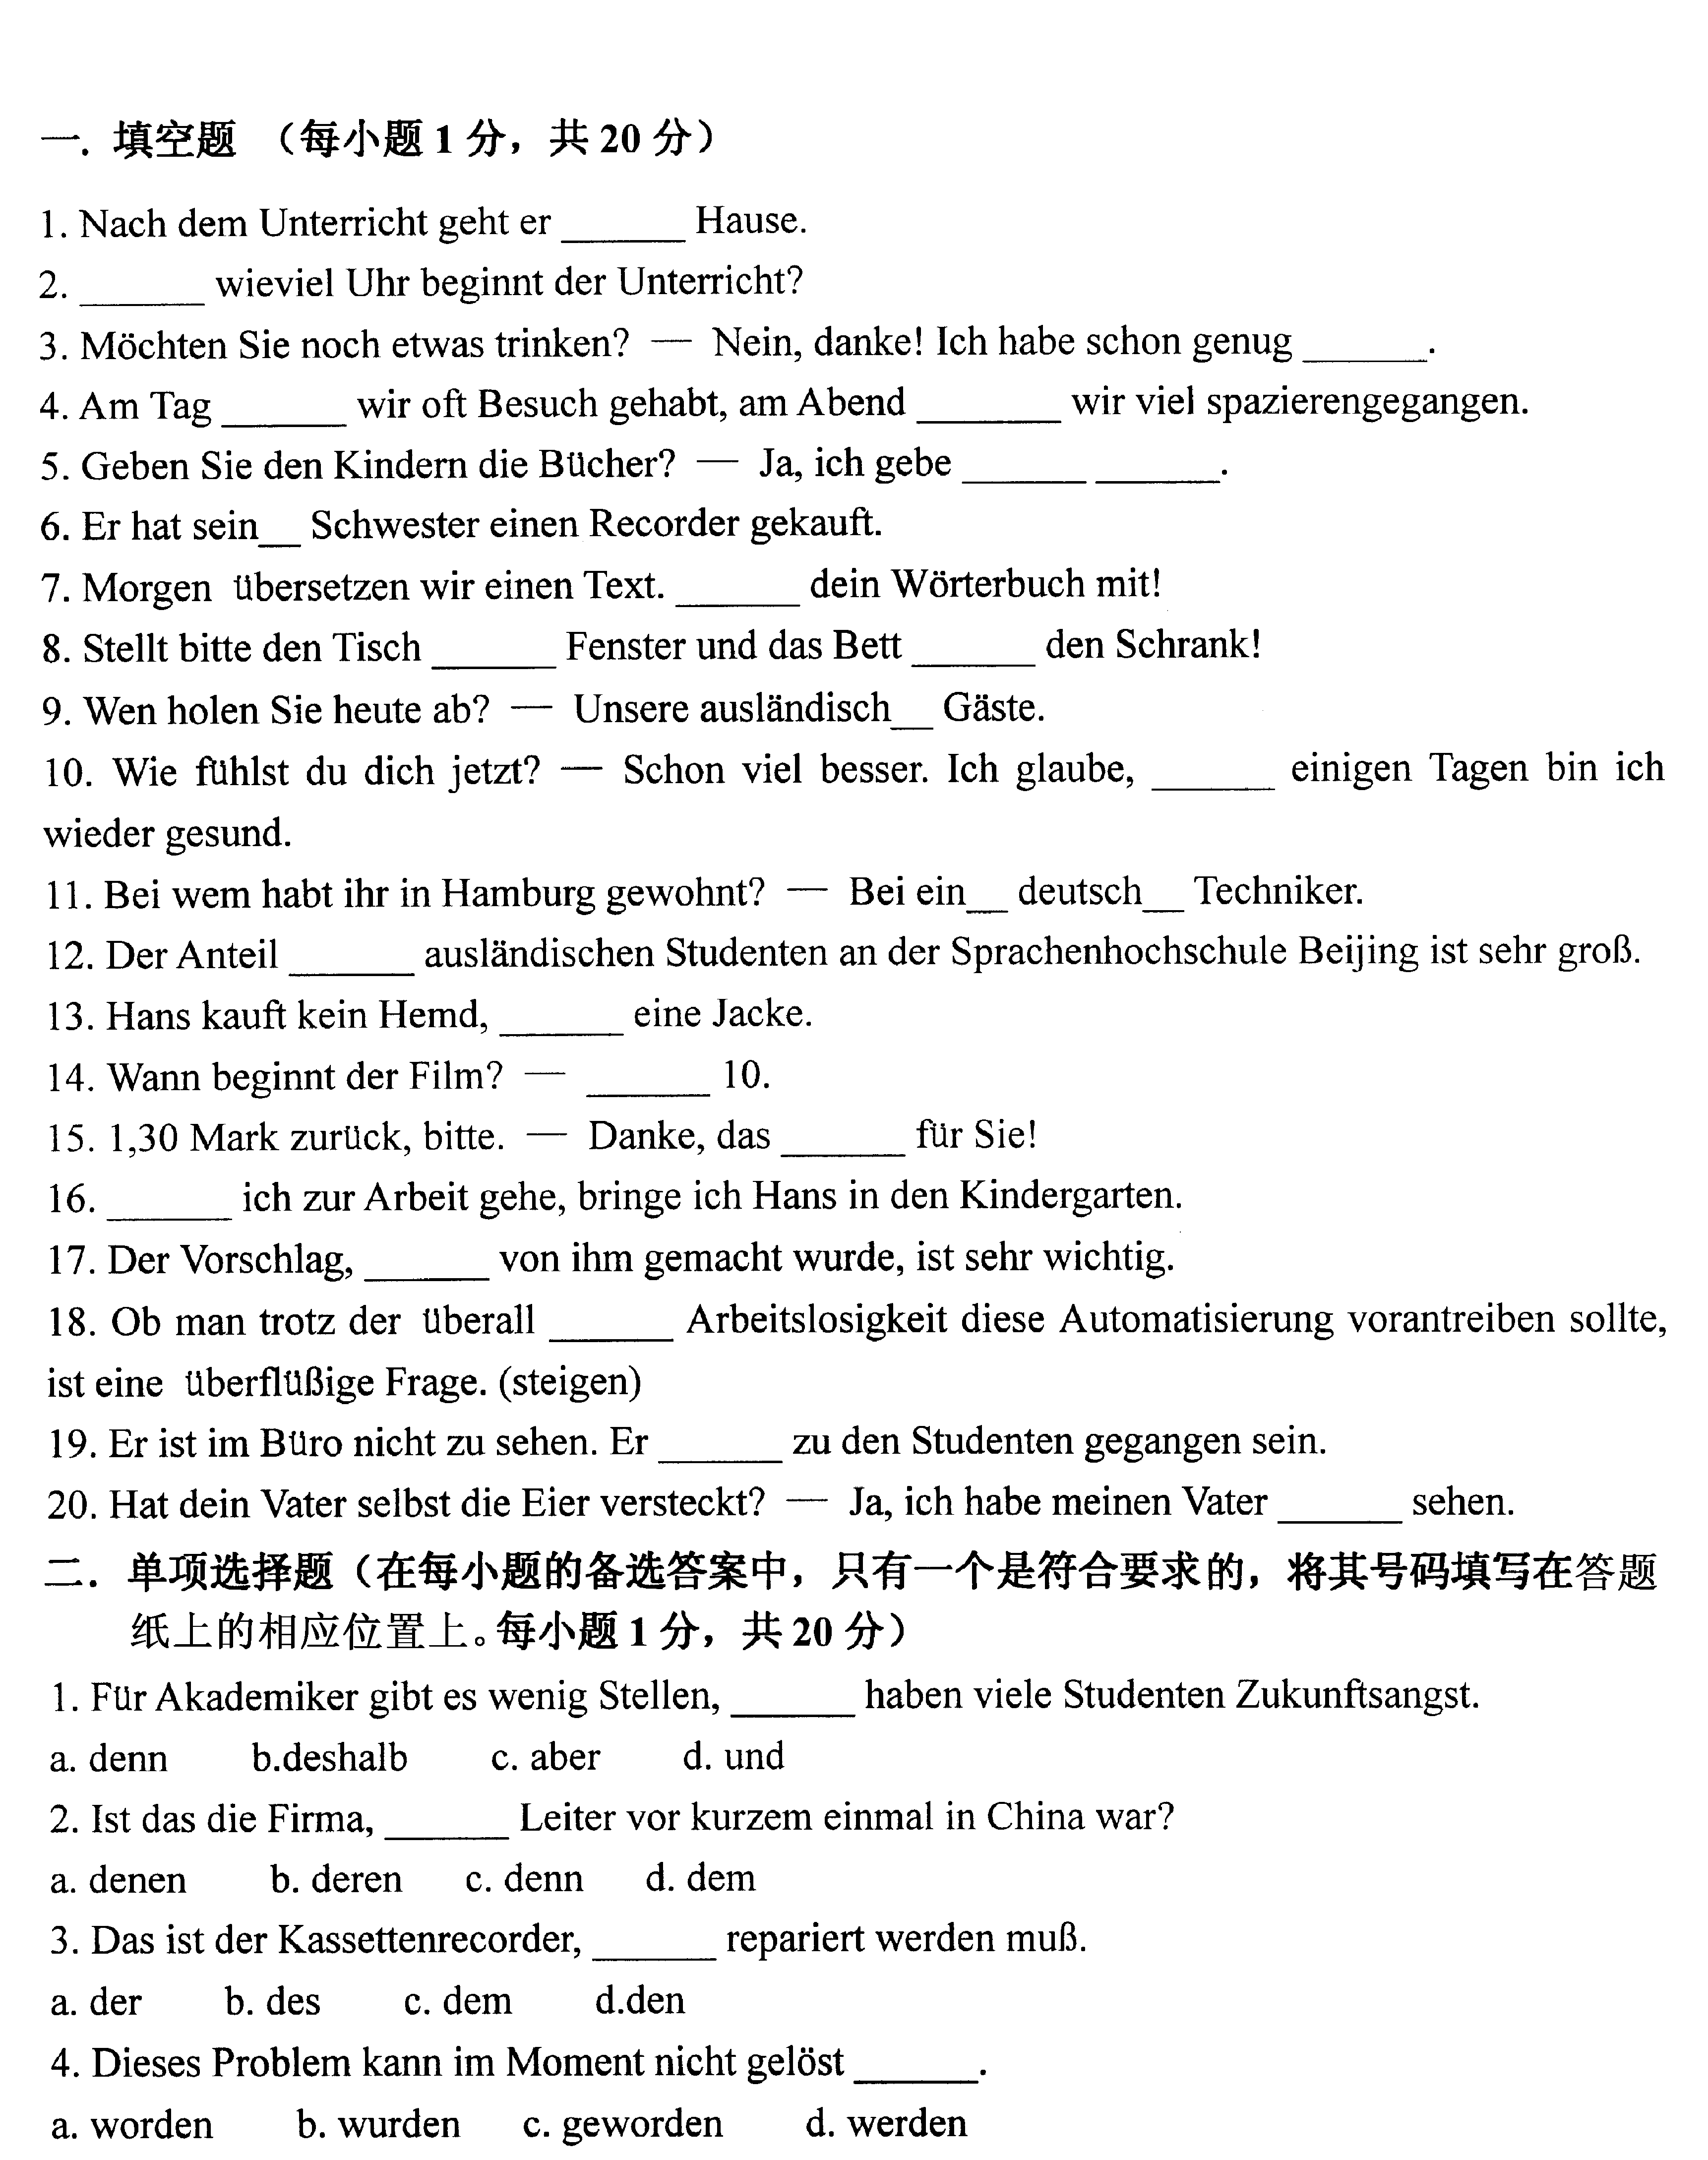 一. 填空题 （每小题 1 分，共 20 分）
1. Nach dem Unterricht geht er ______ Hause.
2. ______ wieviel Uhr beginnt der Unterricht?
3. Möchten Sie noch etwas trinken? — Nein, danke! Ich habe schon genug ______.
4. Am Tag ______ wir oft Besuch gehabt, am Abend _______ wir viel spazierengegangen.
5. Geben Sie den Kindern die Bücher? — Ja, ich gebe ______ ______.
6. Er hat sein__ Schwester einen Recorder gekauft.
7. Morgen übersetzen wir einen Text. ______ dein Wörterbuch mit!
8. Stellt bitte den Tisch ______ Fenster und das Bett ______ den Schrank!
9. Wen holen Sie heute ab? — Unsere ausländisch__ Gäste.
10. Wie fühlst du dich jetzt? — Schon viel besser. Ich glaube, ______ einigen Tagen bin ich
wieder gesund.
11. Bei wem habt ihr in Hamburg gewohnt? — Bei ein__ deutsch__ Techniker.
12. Der Anteil ______ ausländischen Studenten an der Sprachenhochschule Beijing ist sehr groß.
13. Hans kauft kein Hemd, ______ eine Jacke.
14. Wann beginnt der Film? — ______ 10.
15. 1,30 Mark zurück, bitte. — Danke, das ______ für Sie!
16. ______ ich zur Arbeit gehe, bringe ich Hans in den Kindergarten.
17. Der Vorschlag, ______ von ihm gemacht wurde, ist sehr wichtig.
18. Ob man trotz der überall ______ Arbeitslosigkeit diese Automatisierung vorantreiben sollte,
ist eine überflüßige Frage. (steigen)
19. Er ist im Büro nicht zu sehen. Er ______ zu den Studenten gegangen sein.
20. Hat dein Vater selbst die Eier versteckt? — Ja, ich habe meinen Vater ______ sehen.
二. 单项选择题（在每小题的备选答案中，只有一个是符合要求的，将其号码填写在答题
纸上的相应位置上。每小题 1 分，共 20 分）
1. Für Akademiker gibt es wenig Stellen, ______ haben viele Studenten Zukunftsangst.
a. denn b.deshalb c. aber d. und
2. Ist das die Firma, ______ Leiter vor kurzem einmal in China war?
a. denen b. deren c. denn d. dem
3. Das ist der Kassettenrecorder, ______ repariert werden muß.
a. der b. des c. dem d.den
4. Dieses Problem kann im Moment nicht gelöst ______.
a. worden b. wurden c. geworden d. werden